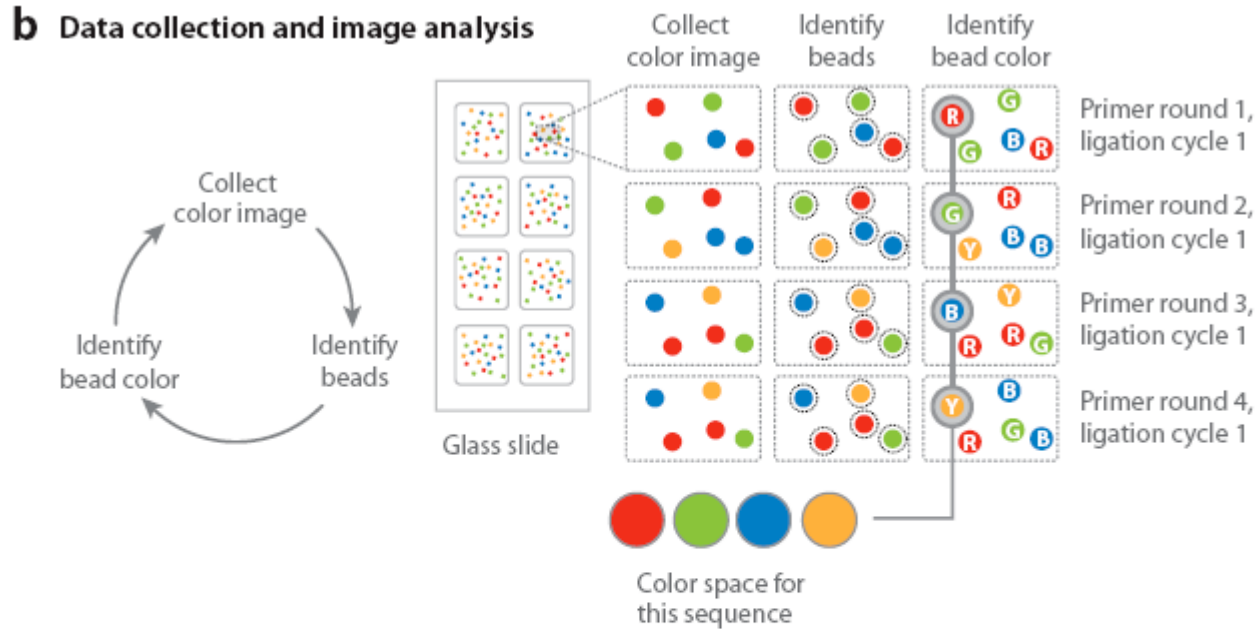 b Data collection and image analysis
Collect
color image
Identify
beads
Identify
bead color
Collect
color image
Identify
beads
Identify
bead color
Glass slide
R
G
G
B
R
Primer round 1,
ligation cycle 1
G
R
Y
B
B
Primer round 2,
ligation cycle 1
B
Y
R
R
G
Primer round 3,
ligation cycle 1
Y
B
R
G
B
Primer round 4,
ligation cycle 1
Color space for
this sequence